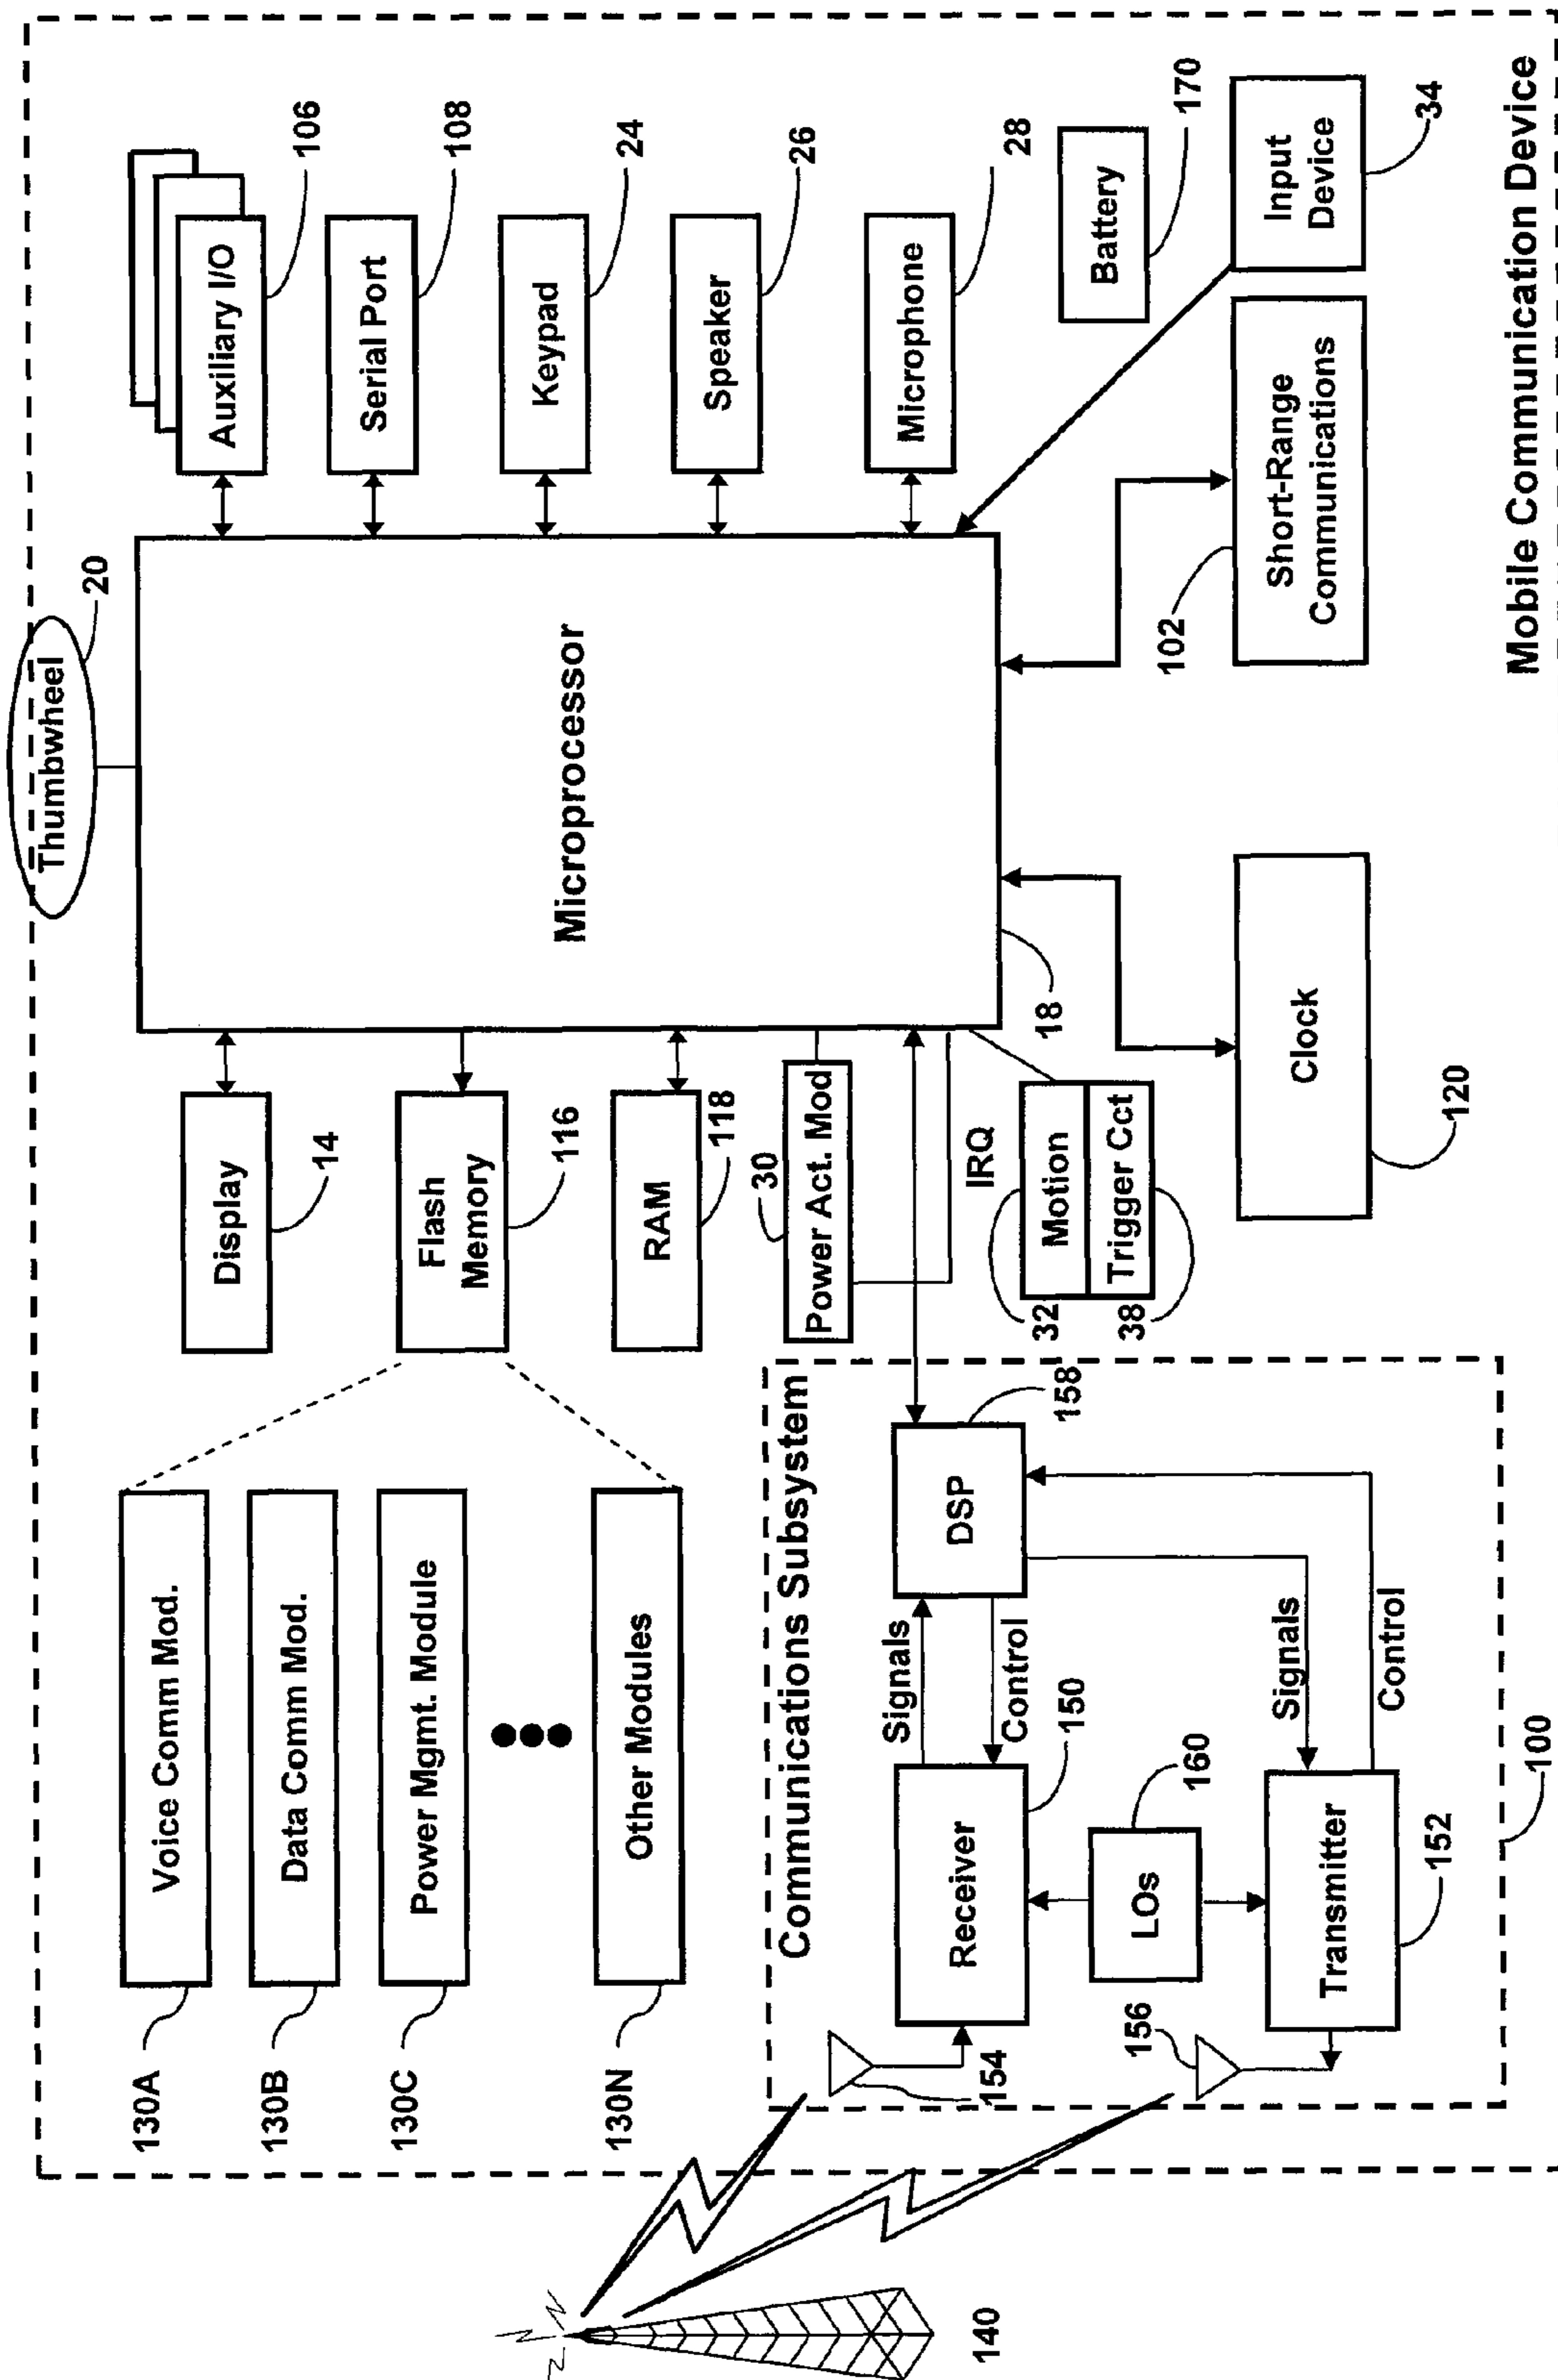 Thumbwheel
20
130A
Voice Comm Mod.
130B
Data Comm Mod.
130C
Power Mgmt. Module
130N
Other Modules
Display
14
Flash
Memory
116
RAM
118
30
Power Act. Mod
IRQ
32
Motion
Trigger Cct
38
Microprocessor
18
Auxiliary I/O
106
Serial Port
108
Keypad
24
Speaker
26
Microphone
28
Battery
170
Input
Device
34
102
Short-Range
Communications
Clock
120
Communications Subsystem
DSP
158
Signals
Control
Receiver
150
154
LOs
160
156
Transmitter
152
Signals
Control
100
140
Mobile Communication Device